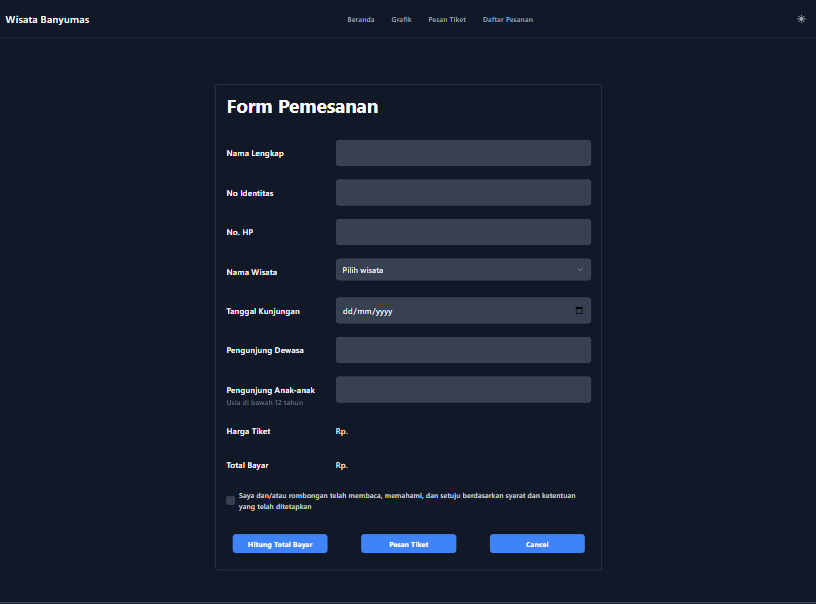 Wisata Banyumas
Beranda Grafik Pesan Tiket Daftar Pesanan
Form Pemesanan
Nama Lengkap
No Identitas
No. HP
Nama Wisata Pilih wisata
Tanggal Kunjungan dd/mm/yyyy
Pengunjung Dewasa
Pengunjung Anak-anak
Usia di bawah 12 tahun
Harga Tiket Rp.
Total Bayar Rp.
Saya dan/atau rombongan telah membaca, memahami, dan setuju berdasarkan syarat dan ketentuan
yang telah ditetapkan
Hitung Total Bayar Pesan Tiket Cancel